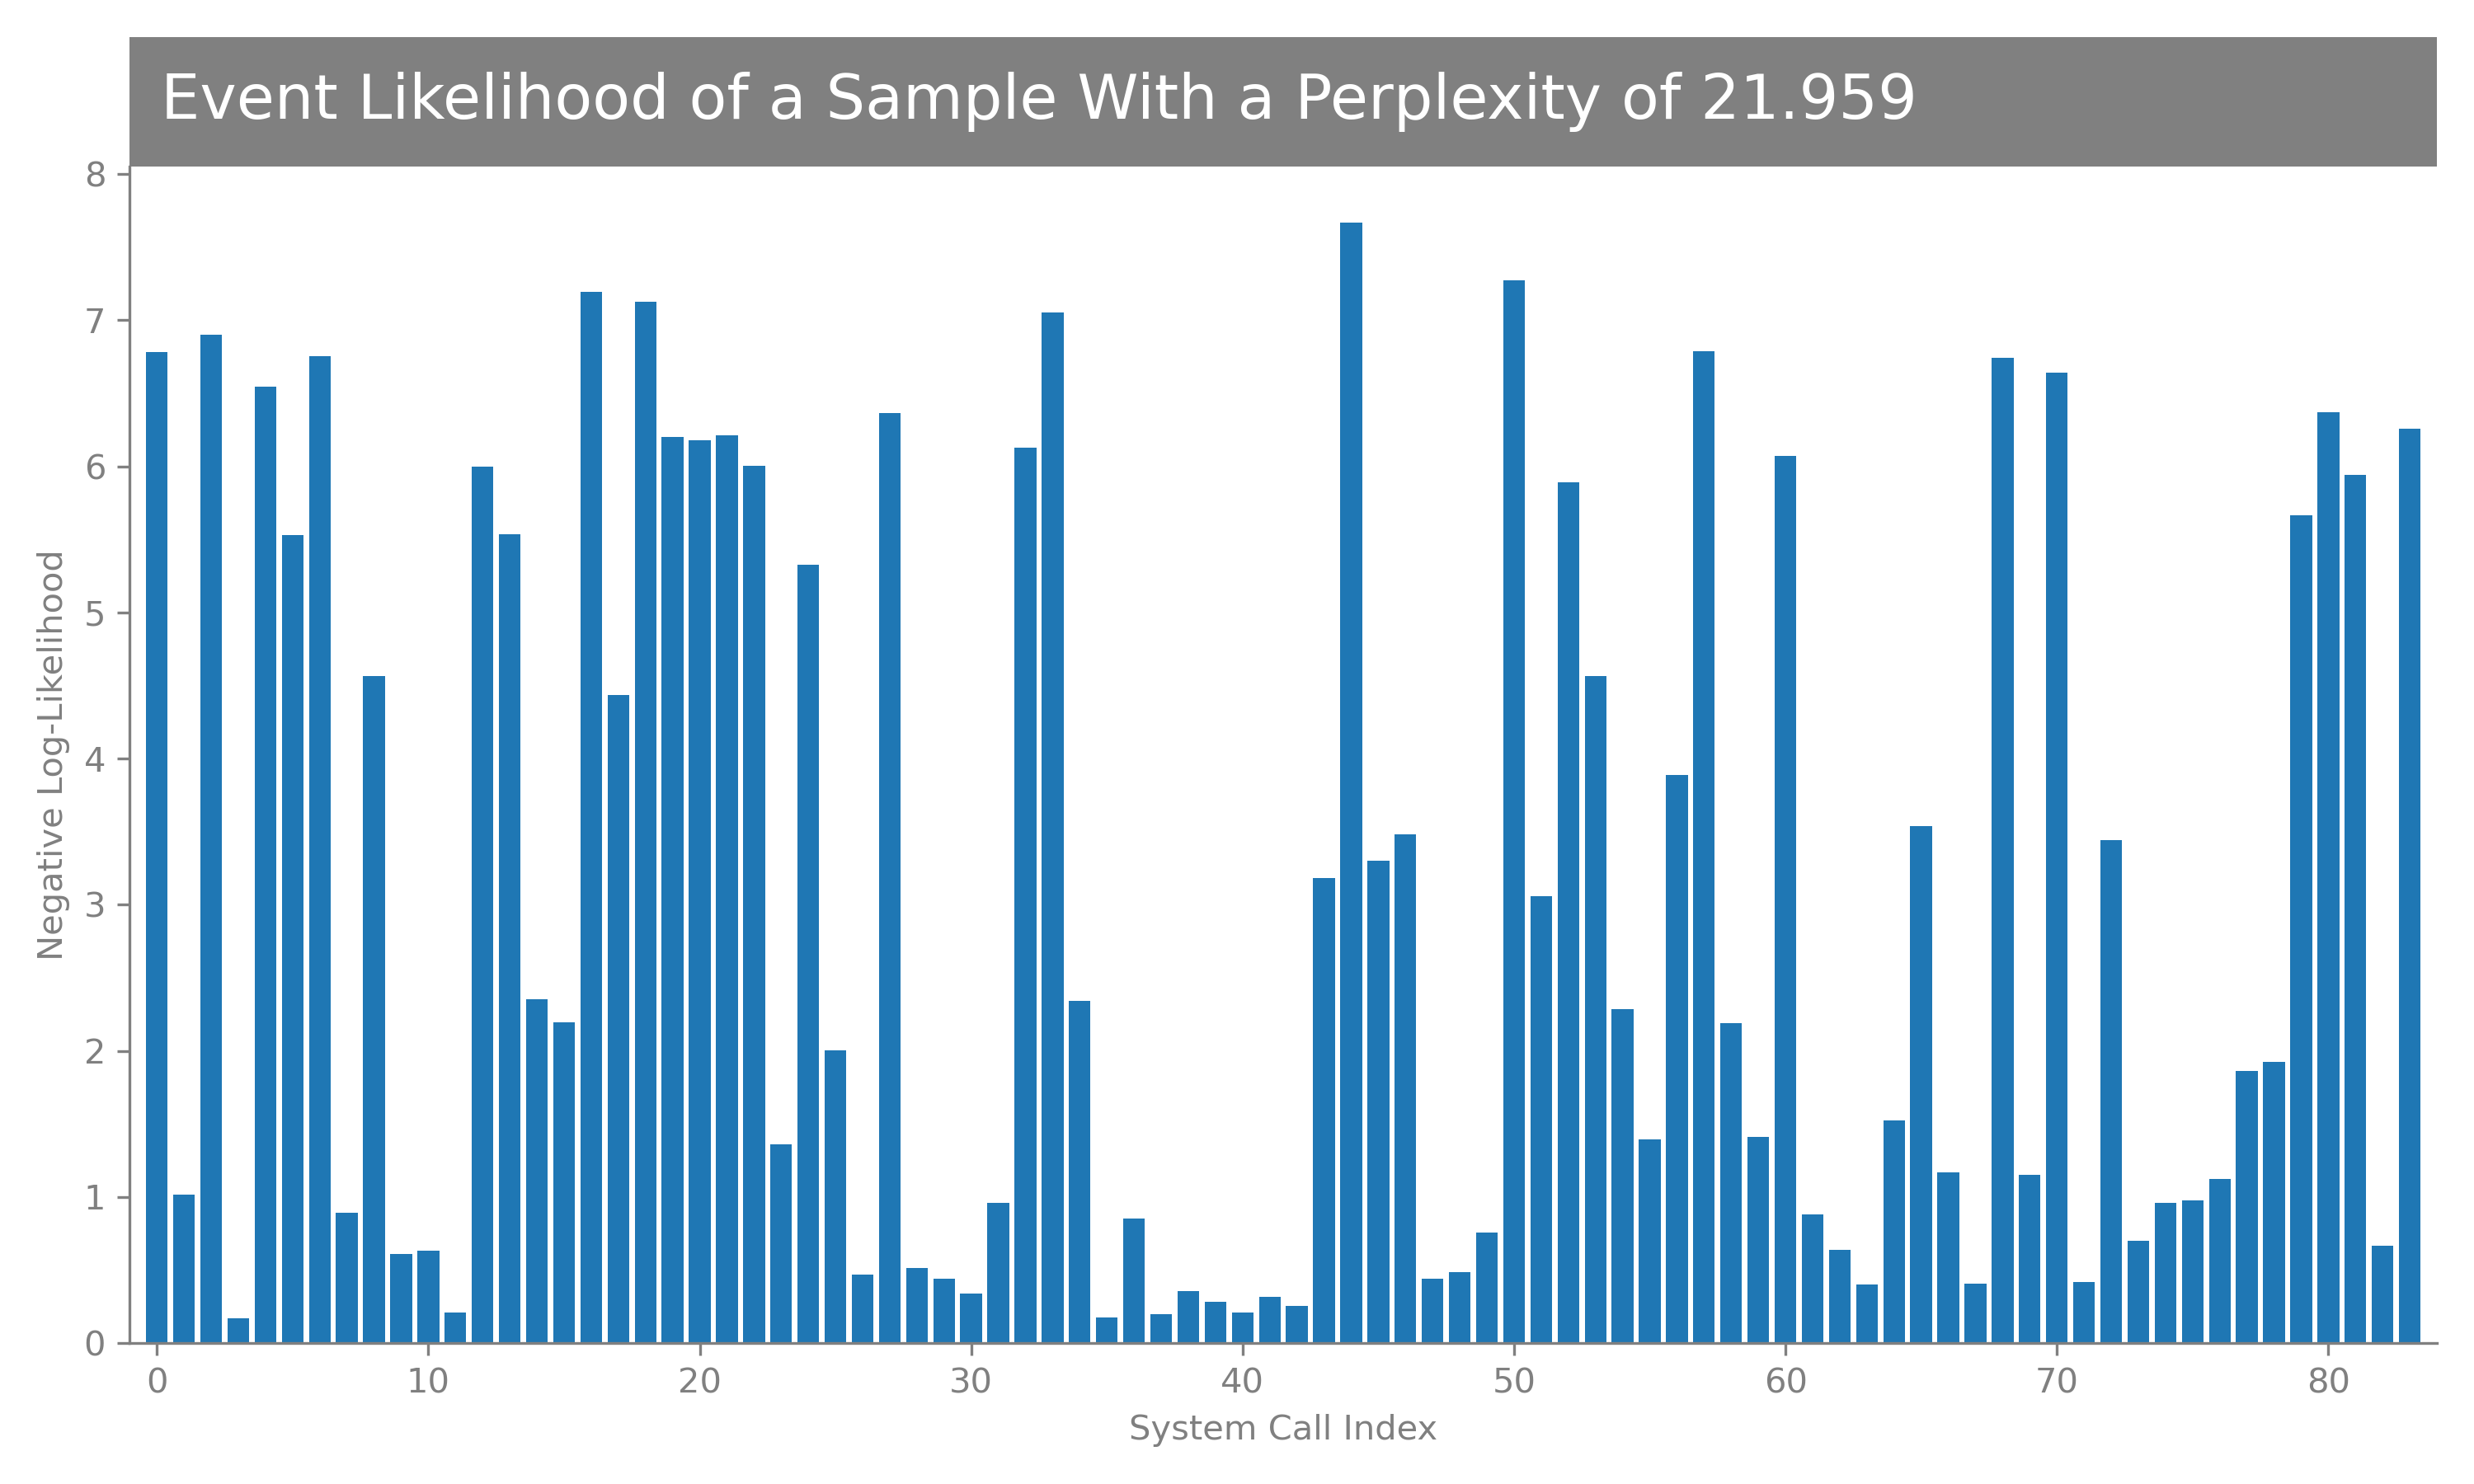 Event Likelihood of a Sample With a Perplexity of 21.959
8
7
6
5
4
3
2
1
0
Negative Log-Likelihood
0 10 20 30 40 50 60 70 80
System Call Index